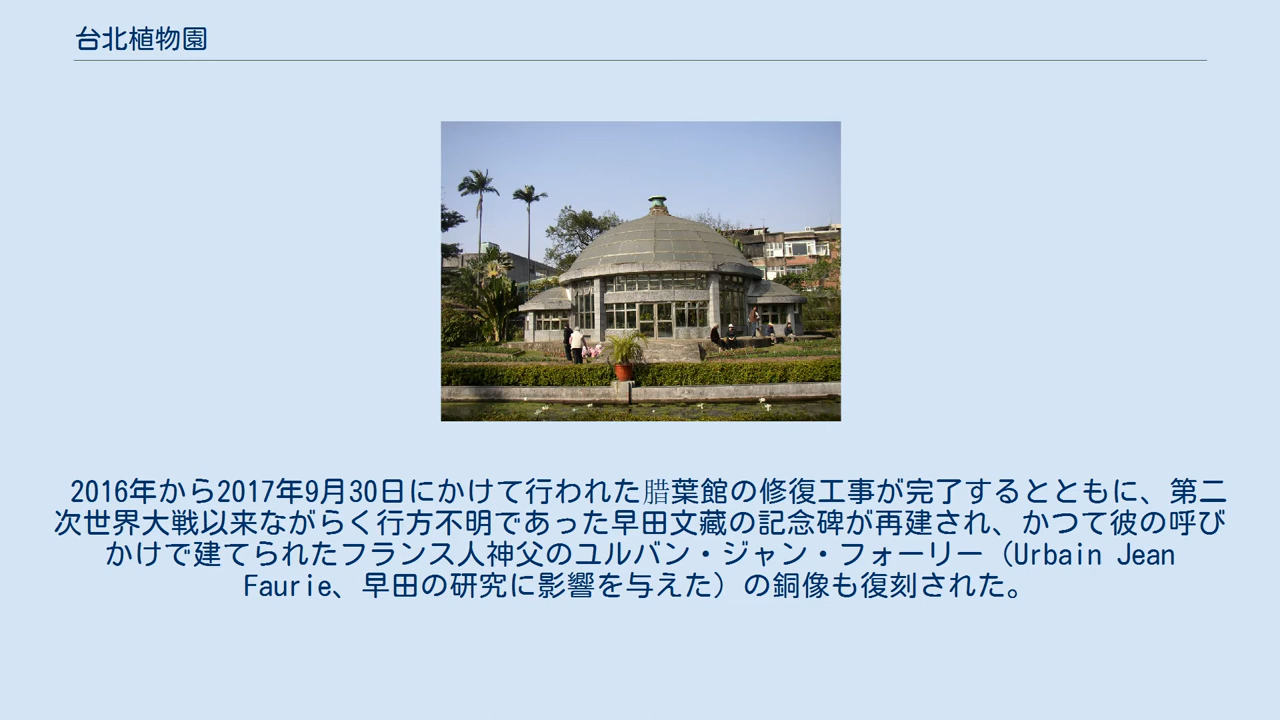 台北植物園
2016年から2017年9月30日にかけて行われた腊葉館の修復工事が完了するとともに、第二
次世界大戦以来ながらく行方不明であった早田文藏の記念碑が再建され、かつて彼の呼び
かけで建てられたフランス人神父のユルバン・ジャン・フォーリー（Urbain Jean
Faurie、早田の研究に影響を与えた）の銅像も復刻された。